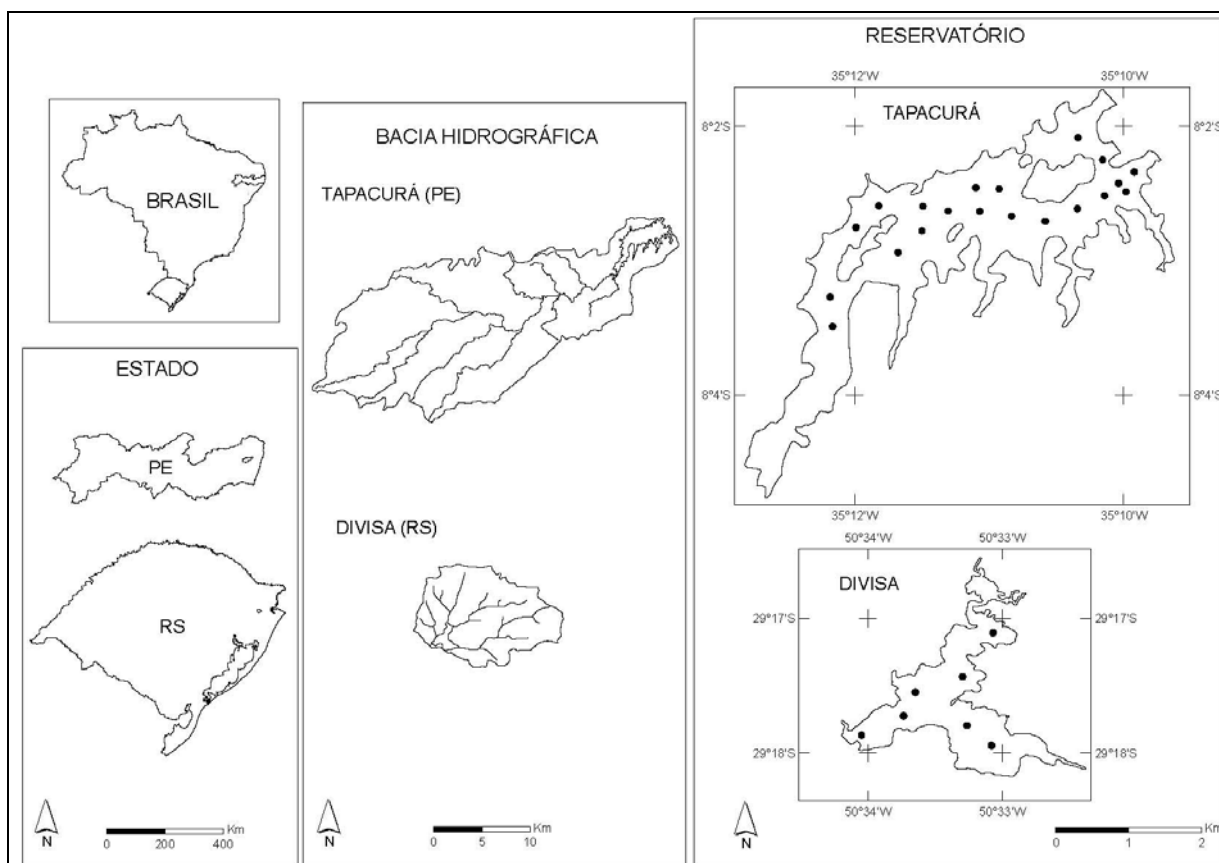 BRASIL
ESTADO
PE
RS
N
0 200 400 Km
BACIA HIDROGRÁFICA
TAPACURÁ (PE)
DIVISA (RS)
N
0 5 10 Km
RESERVATÓRIO
35°12'W 35°10'W
TAPACURÁ
8°2'S 8°2'S
8°4'S 8°4'S
35°12'W 35°10'W
50°34'W 50°33'W
DIVISA
29°17'S 29°17'S
29°18'S 29°18'S
50°34'W 50°33'W
N
Km
0 1 2